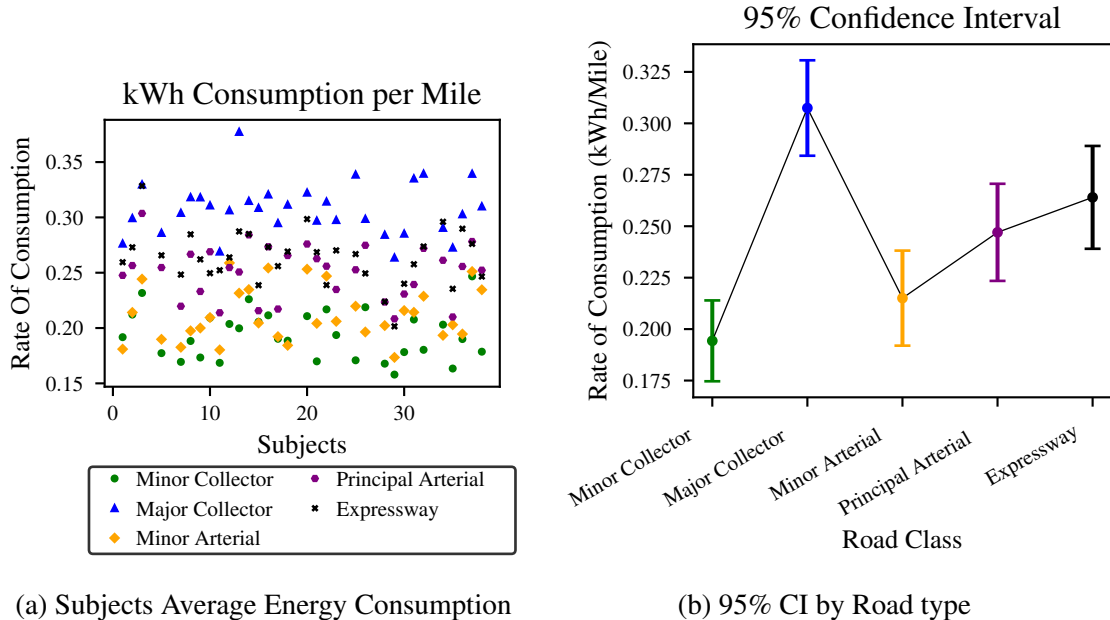 kWh Consumption per Mile
Rate Of Consumption
0.35
0.30
0.25
0.20
0.15
0
10
20
30
Subjects
Minor Collector
Major Collector
Minor Arterial
Principal Arterial
Expressway
(a) Subjects Average Energy Consumption
95% Confidence Interval
Rate of Consumption (kWh/Mile)
0.325
0.300
0.275
0.250
0.225
0.200
0.175
Minor Collector
Major Collector
Minor Arterial
Principal Arterial
Expressway
Road Class
(b) 95% CI by Road type